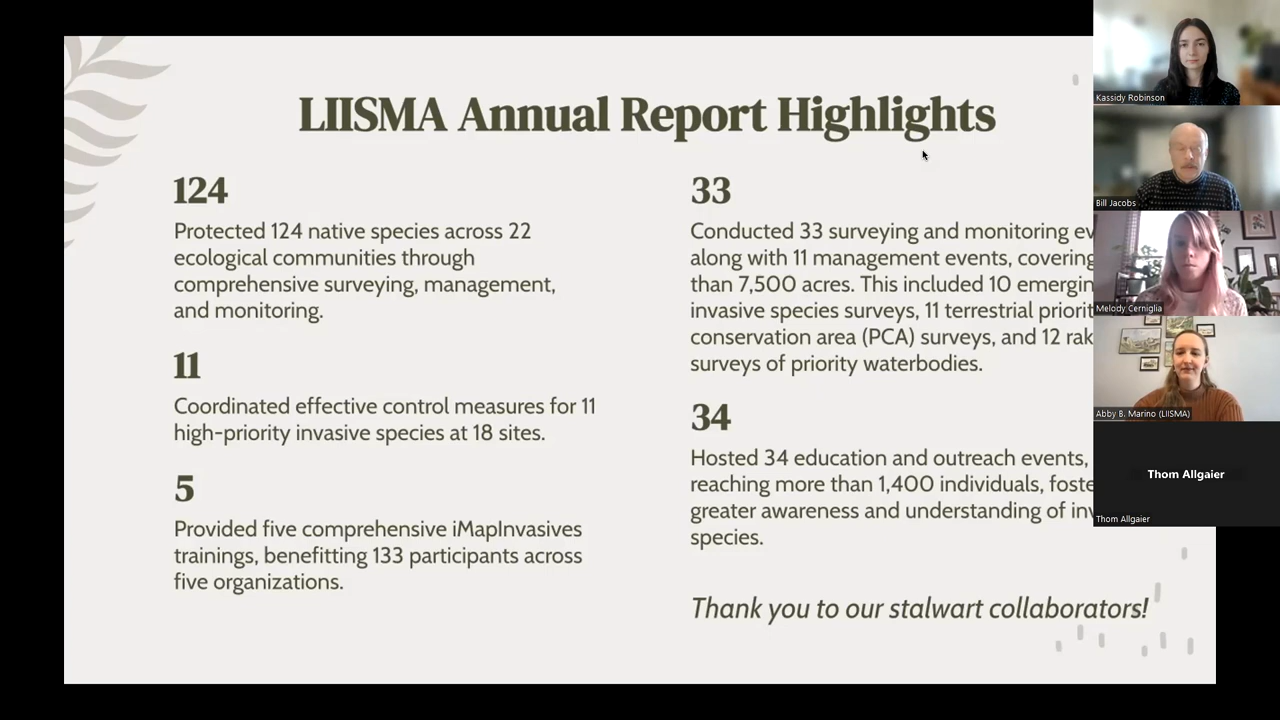 LIISMA Annual Report Highlights
124
Protected 124 native species across 22
ecological communities through
comprehensive surveying, management,
and monitoring.
11
Coordinated effective control measures for 11
high-priority invasive species at 18 sites.
5
Provided five comprehensive iMapInvasives
trainings, benefitting 133 participants across
five organizations.
33
Conducted 33 surveying and monitoring ev
along with 11 management events, covering
than 7,500 acres. This included 10 emergin
invasive species surveys, 11 terrestrial priorit
conservation area (PCA) surveys, and 12 rak
surveys of priority waterbodies.
34
Hosted 34 education and outreach events,
reaching more than 1,400 individuals, foste
greater awareness and understanding of inv
species.
Thank you to our stalwart collaborators!
Kassidy Robinson
Bill Jacobs
Melody Cerniglia
Abby B. Marino (LIISMA)
Thom Allgaier
Thom Allgaier